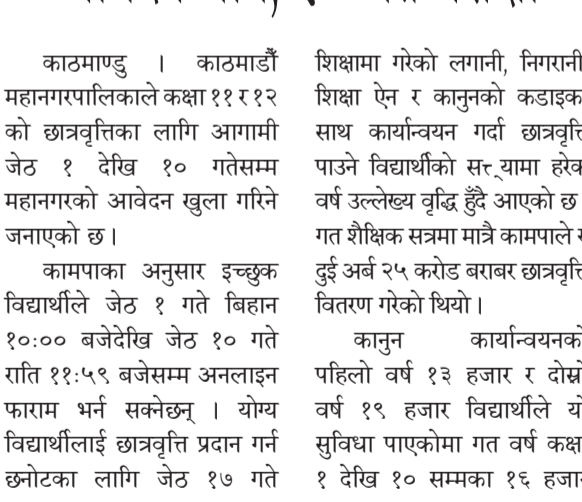 काठमाण्डु । काठमाडौँ
महानगरपालिकाले कक्षा ११ र १२
को छात्रवृत्तिका लागि आगामी
जेठ १ देखि १० गतेसम्म
महानगरको आवेदन खुला गरिने
जनाएको छ।
कामपाका अनुसार इच्छुक
विद्यार्थीले जेठ १ गते बिहान
१०:०० बजेदेखि जेठ १० गते
राति ११:५९ बजेसम्म अनलाइन
फाराम भर्न सक्नेछन् । योग्य
विद्यार्थीलाई छात्रवृत्ति प्रदान गर्न
छनोटका लागि जेठ १७ गते
शिक्षामा गरेको लगानी, निगरानी
शिक्षा ऐन र कानुनको कडाइका
साथ कार्यान्वयन गर्दा छात्रवृत्ति
पाउने विद्यार्थीको यामा हरेक
वर्ष उल्लेख्य वृद्धि हुँदै आएको छ
गत शैक्षिक सत्रमा मात्रै कामपाले
दुई अर्ब २५ करोड बराबर छात्रवृत्ति
वितरण गरेको थियो।
कानुन कार्यान्वयनको
पहिलो वर्ष १३ हजार र दोस्रो
वर्ष १९ हजार विद्यार्थीले यो
सुविधा पाएकोमा गत वर्ष कक्षा
१ देखि १० सम्मका १६ हजार